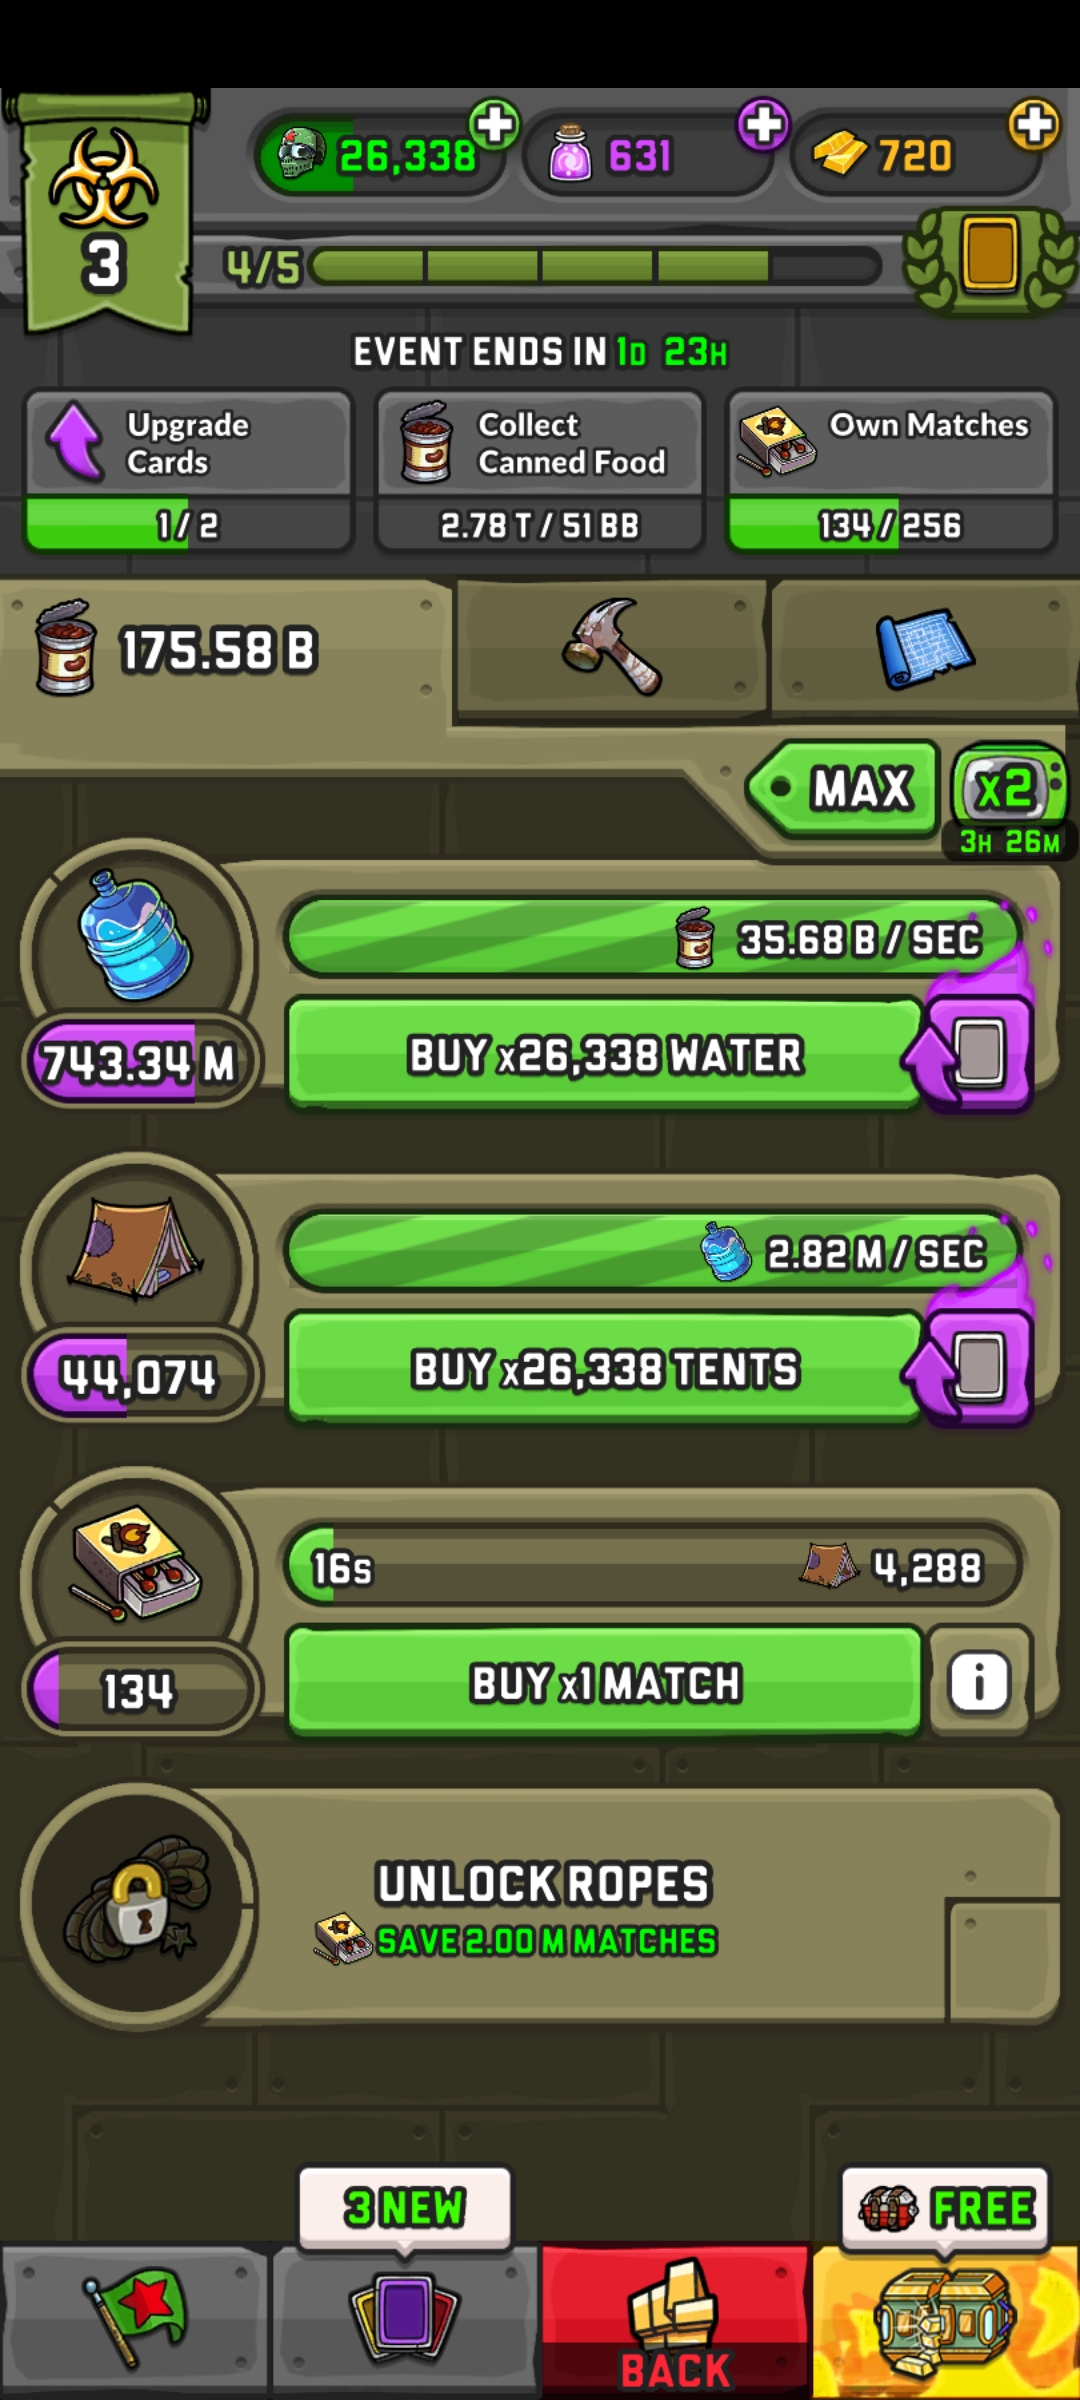 26,338
631
720
3
4/5
EVENT ENDS IN 1D 23H
Upgrade
Cards
1/2
Collect
Canned Food
2.78 T / 51 BB
Own Matches
134/256
175.58 B
MAX
x2
3H 26M
35.68 B / SEC
743.34 M
BUY x26,338 WATER
2.82 M / SEC
44,074
BUY x26,338 TENTS
16s
4,288
134
BUY x1 MATCH
i
UNLOCK ROPES
SAVE 2.00 M MATCHES
3 NEW
FREE
BACK